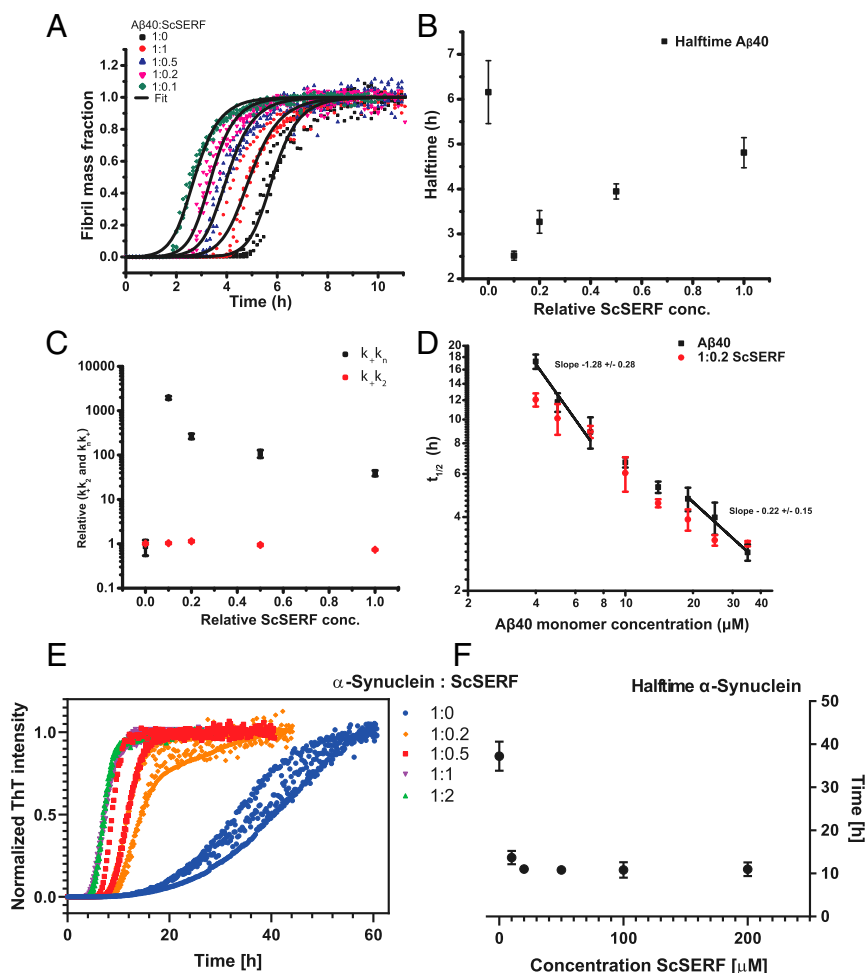 A
Aβ40:ScSERF
1:0
1:1
1:0.5
1:0.2
1:0.1
Fit
Fibril mass fraction
1.2
1.0
0.8
0.6
0.4
0.2
0.0
0 2 4 6 8 10
Time (h)
B
Halftime Aβ40
Halftime (h)
7
6
5
4
3
2
0.0 0.2 0.4 0.6 0.8 1.0
Relative ScSERF conc.
C
k+kn
k+k2
Relative (k+k2 and knk+)
10000
1000
100
10
1
0.1
0.0 0.2 0.4 0.6 0.8 1.0
Relative ScSERF conc.
D
Aβ40
1:0.2 ScSERF
Slope -1.28 +/- 0.28
Slope - 0.22 +/- 0.15
t1/2 (h)
20
18
16
14
12
10
8
6
4
2
2 4 6 8 10 20 40
Aβ40 monomer concentration (μM)
E
α-Synuclein : ScSERF
1:0
1:0.2
1:0.5
1:1
1:2
Normalized ThT intensity
1.0
0.5
0.0
0 20 40 60
Time [h]
F
Halftime α-Synuclein
50
40
30
20
10
0
Time [h]
0 100 200
Concentration ScSERF [μM]